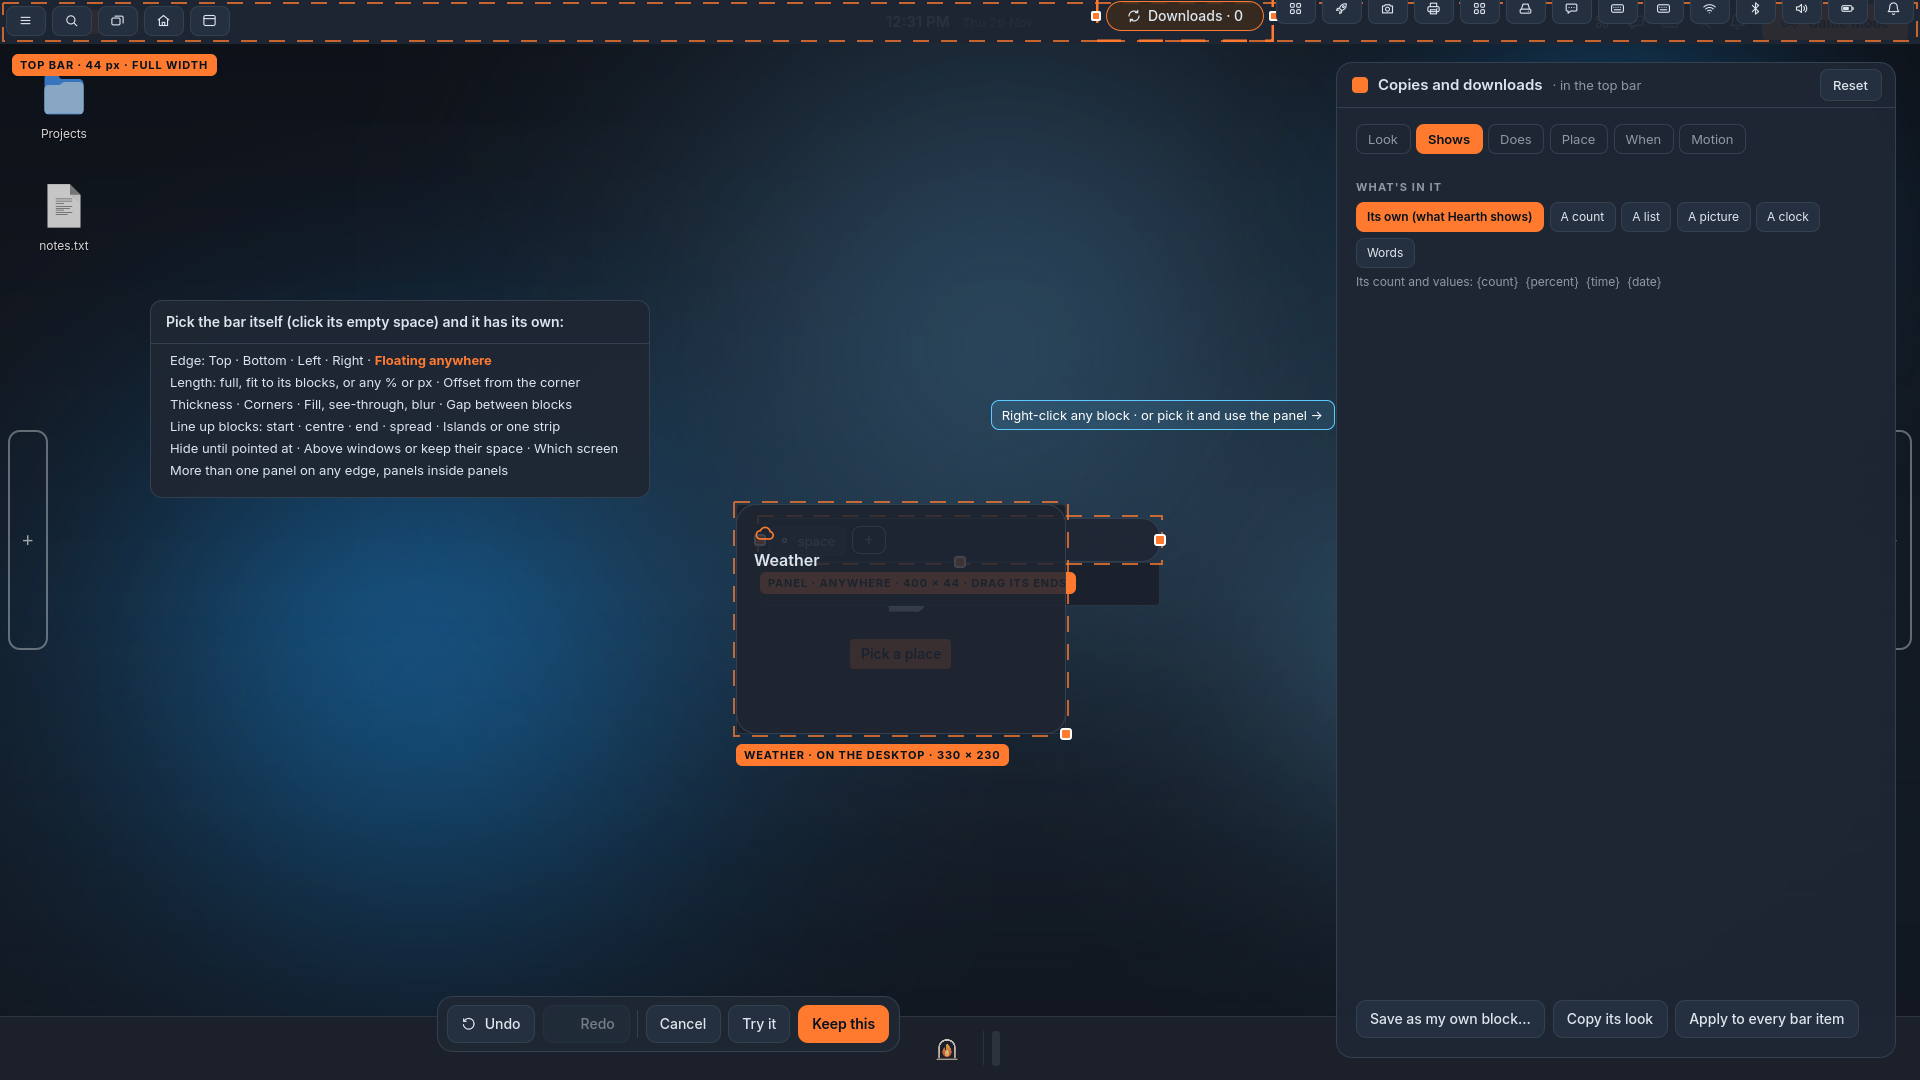 12:31 PM Thu 26 Nov
Downloads · 0
TOP BAR · 44 px · FULL WIDTH
Projects
notes.txt
Pick the bar itself (click its empty space) and it has its own:
Edge: Top · Bottom · Left · Right · Floating anywhere
Length: full, fit to its blocks, or any % or px · Offset from the corner
Thickness · Corners · Fill, see-through, blur · Gap between blocks
Line up blocks: start · centre · end · spread · Islands or one strip
Hide until pointed at · Above windows or keep their space · Which screen
More than one panel on any edge, panels inside panels
Right-click any block · or pick it and use the panel →
+
space
+
Weather
PANEL · ANYWHERE · 400 × 44 · DRAG ITS ENDS
Pick a place
WEATHER · ON THE DESKTOP · 330 × 230
Copies and downloads · in the top bar
Reset
Look Shows Does Place When Motion
WHAT'S IN IT
Its own (what Hearth shows) A count A list A picture A clock
Words
Its count and values: {count} {percent} {time} {date}
Save as my own block... Copy its look Apply to every bar item
Undo Redo Cancel Try it Keep this